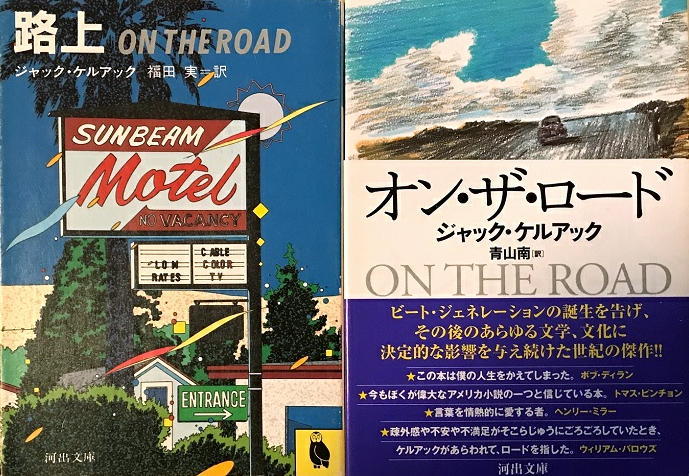 路上 ON THE ROAD
ジャック・ケルアック 福田 実=訳
SUNBEAM
Motel
NO VACANCY
LOW
RATES
CABLE
COLOR
TV
ENTRANCE
河出文庫
オン・ザ・ロード
ジャック・ケルアック
青山南[訳]
ON THE ROAD
ビート・ジェネレーションの誕生を告げ、
その後のあらゆる文学、文化に
決定的な影響を与え続けた世紀の傑作!!
★この本は僕の人生をかえてしまった。ボブ・ディラン
★今もぼくが偉大なアメリカ小説の一つと信じている本。トマス・ピンチョン
★言葉を情熱的に愛する者。ヘンリー・ミラー
★疎外感や不安や不満足がそこらじゅうにごろごろしていたとき、
ケルアックがあらわれて、ロードを指した。ウィリアム・バロウズ
河出文庫